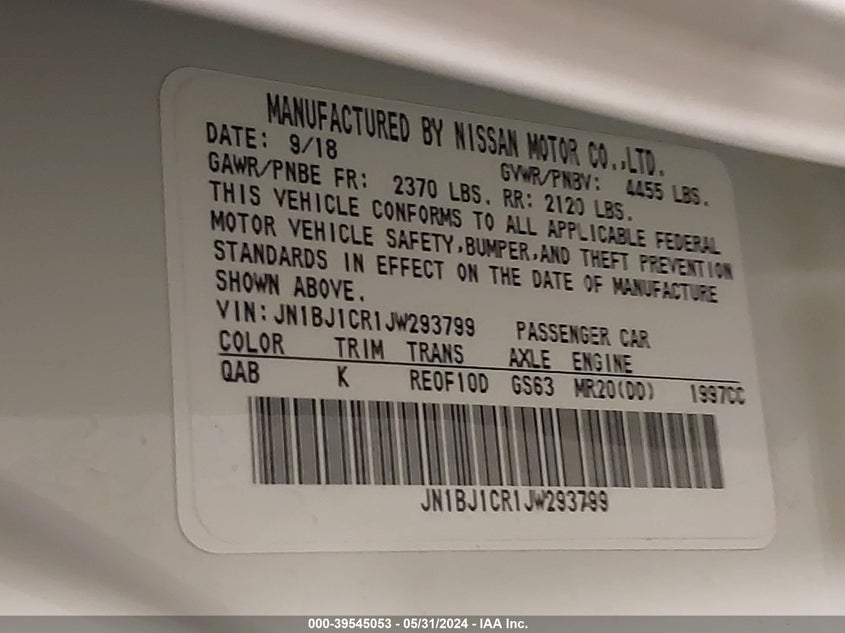 MANUFACTURED BY NISSAN MOTOR CO.,LTD.
DATE: 9/18 GVWR/PNBV: 4455 LBS.
GAWR/PNBE FR: 2370 LBS. RR: 2120 LBS.
THIS VEHICLE CONFORMS TO ALL APPLICABLE FEDERAL
MOTOR VEHICLE SAFETY,BUMPER,AND THEFT PREVENTION
STANDARDS IN EFFECT ON THE DATE OF MANUFACTURE
SHOWN ABOVE.
VIN:JN1BJ1CR1JW293799 PASSENGER CAR
COLOR TRIM TRANS AXLE ENGINE
QAB K RE0F10D GS63 MR20(DD) 1997CC
JN1BJ1CR1JW293799
000-39545053 - 05/31/2024 - IAA Inc.